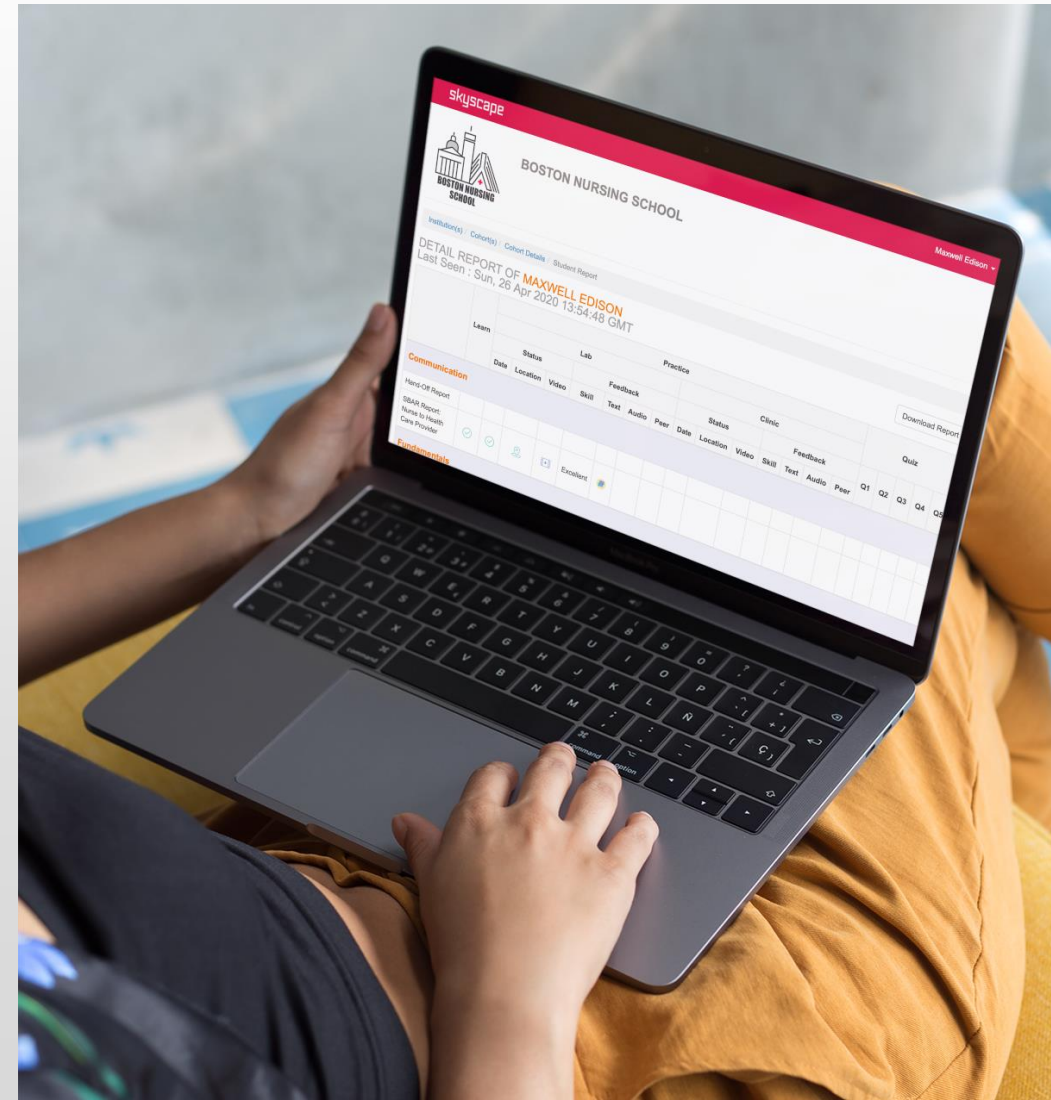 skyscape
Maxwell Edison
BOSTON NURSING
SCHOOL
BOSTON NURSING SCHOOL
Institution(s) / Cohort(s) / Cohort Details / Student Report
DETAIL REPORT OF MAXWELL EDISON
Last Seen : Sun, 26 Apr 2020 13:54:48 GMT
Download Report
Learn Lab Practice Clinic Quiz
Status Feedback Status Feedback
Date Location Video Skill Text Audio Peer Date Location Video Skill Text Audio Peer Q1 Q2 Q3 Q4 Q5
Communication
Hand-Off Report
SBAR Report:
Nurse to Health
Care Provider
Excellent
Fundamentals
Q W E R T Y U I O P
A S D F G H J K L Ñ
Z X C V B N M
command
command option